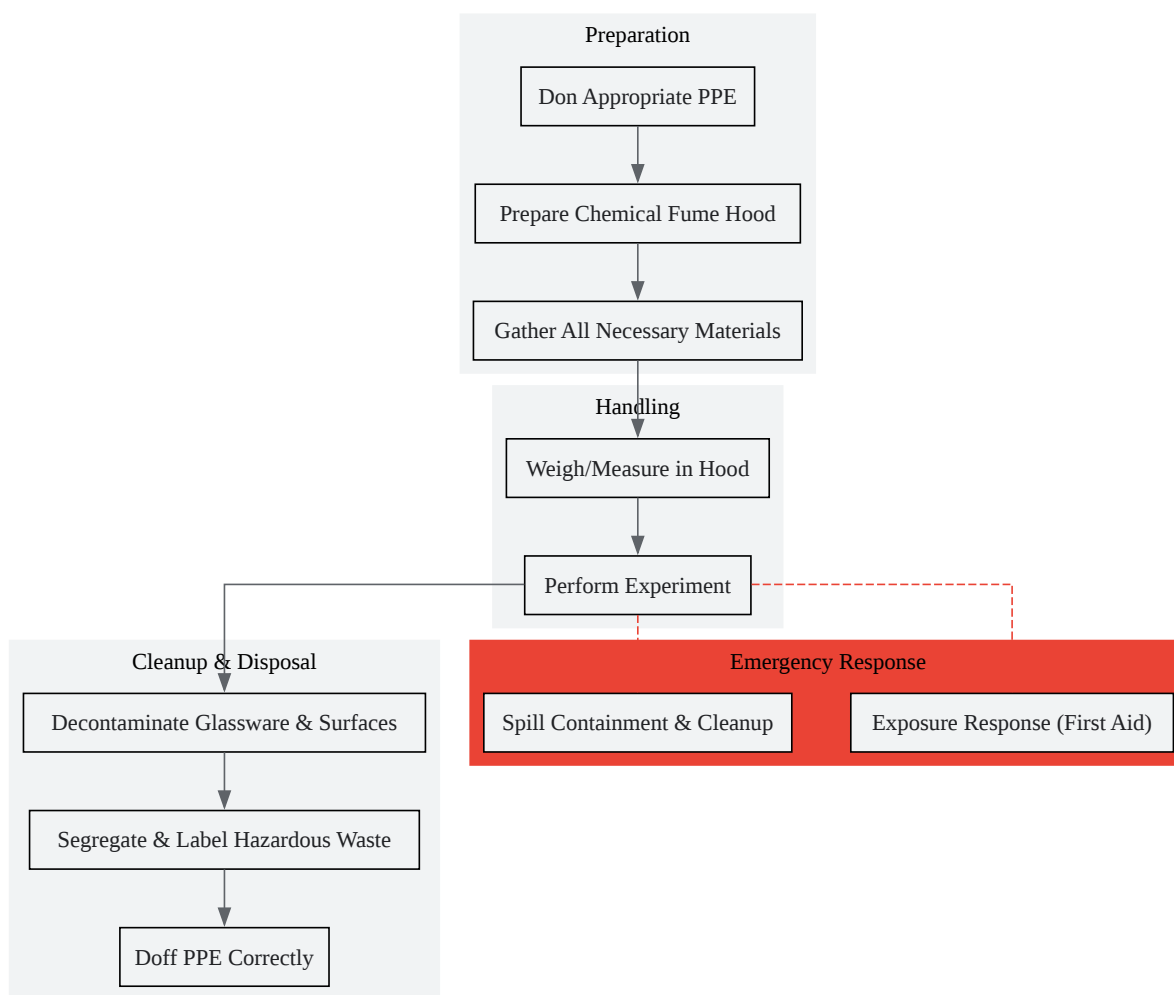 Preparation
Don Appropriate PPE
Prepare Chemical Fume Hood
Gather All Necessary Materials
Handling
Weigh/Measure in Hood
Perform Experiment
Cleanup & Disposal
Decontaminate Glassware & Surfaces
Segregate & Label Hazardous Waste
Doff PPE Correctly
Emergency Response
Spill Containment & Cleanup
Exposure Response (First Aid)